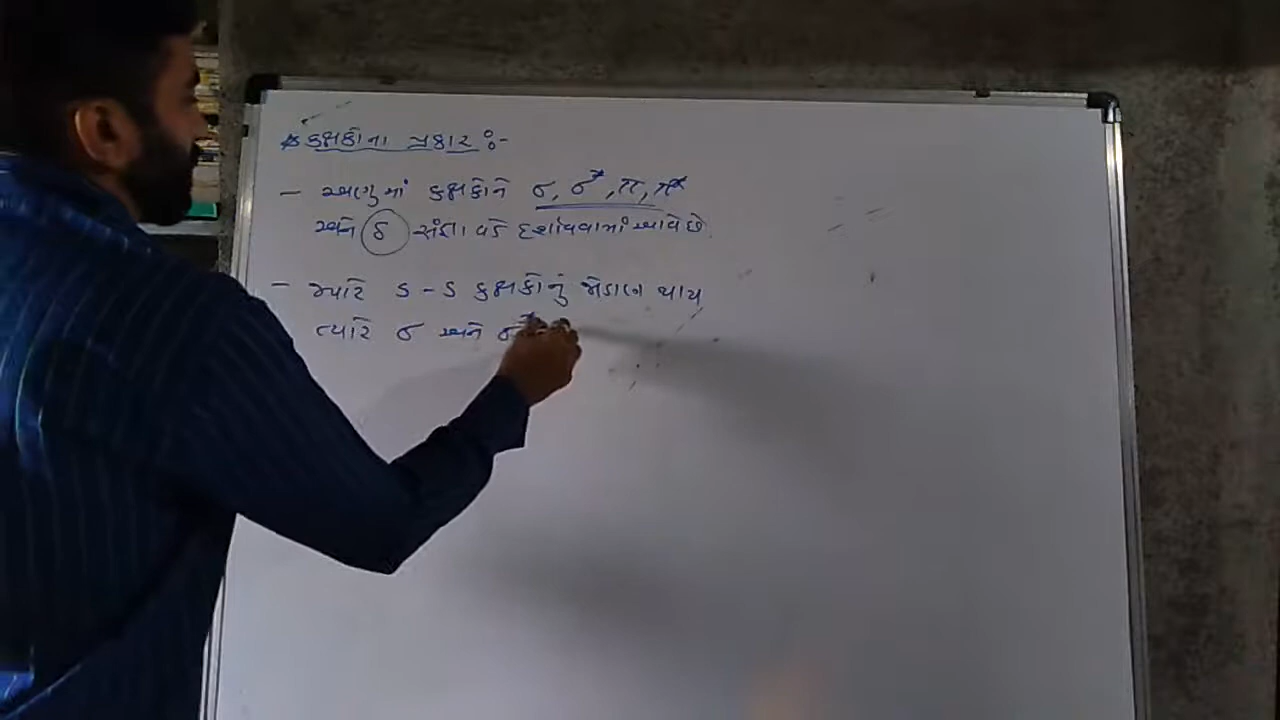 * કક્ષકોના પ્રકાર :-
- અણુમાં કક્ષકોને σ, σ*, π, π*
અને δ સંજ્ઞા વડે દર્શાવવામાં આવે છે.
- જ્યારે s - s કક્ષકોનું જોડાણ થાય
ત્યારે σ અને σ*